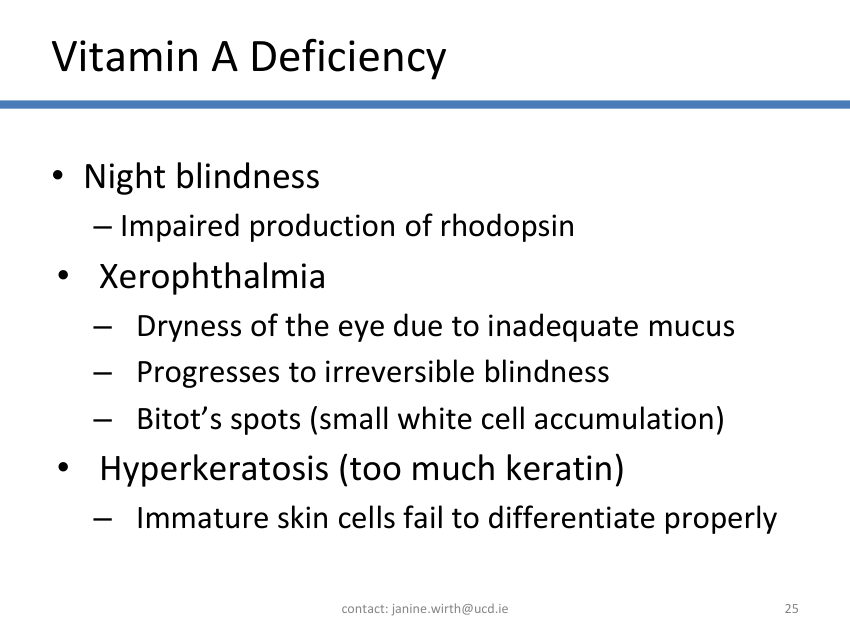 Vitamin A Deficiency
• Night blindness
– Impaired production of rhodopsin
• Xerophthalmia
– Dryness of the eye due to inadequate mucus
– Progresses to irreversible blindness
– Bitot’s spots (small white cell accumulation)
• Hyperkeratosis (too much keratin)
– Immature skin cells fail to differentiate properly
contact: janine.wirth@ucd.ie
25